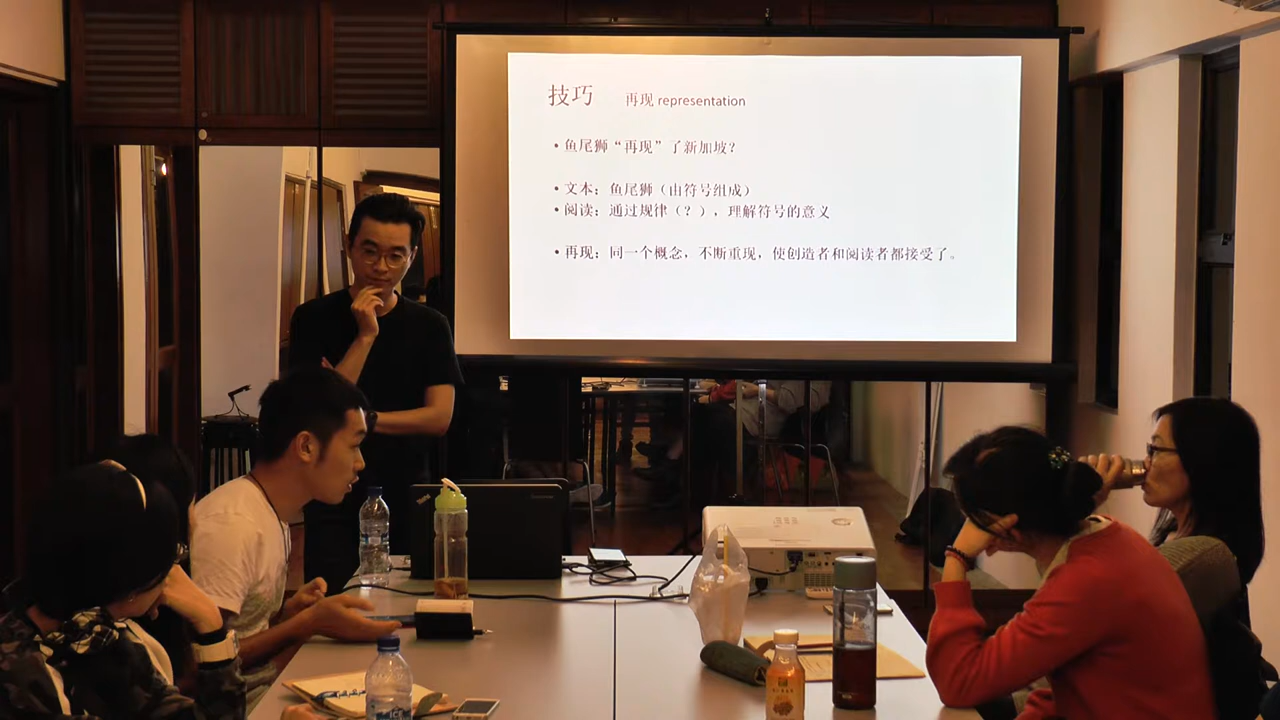 技巧 再现 representation
• 鱼尾狮“再现”了新加坡？
• 文本：鱼尾狮（由符号组成）
• 阅读：通过规律（？），理解符号的意义
• 再现：同一个概念，不断重现，使创造者和阅读者都接受了。